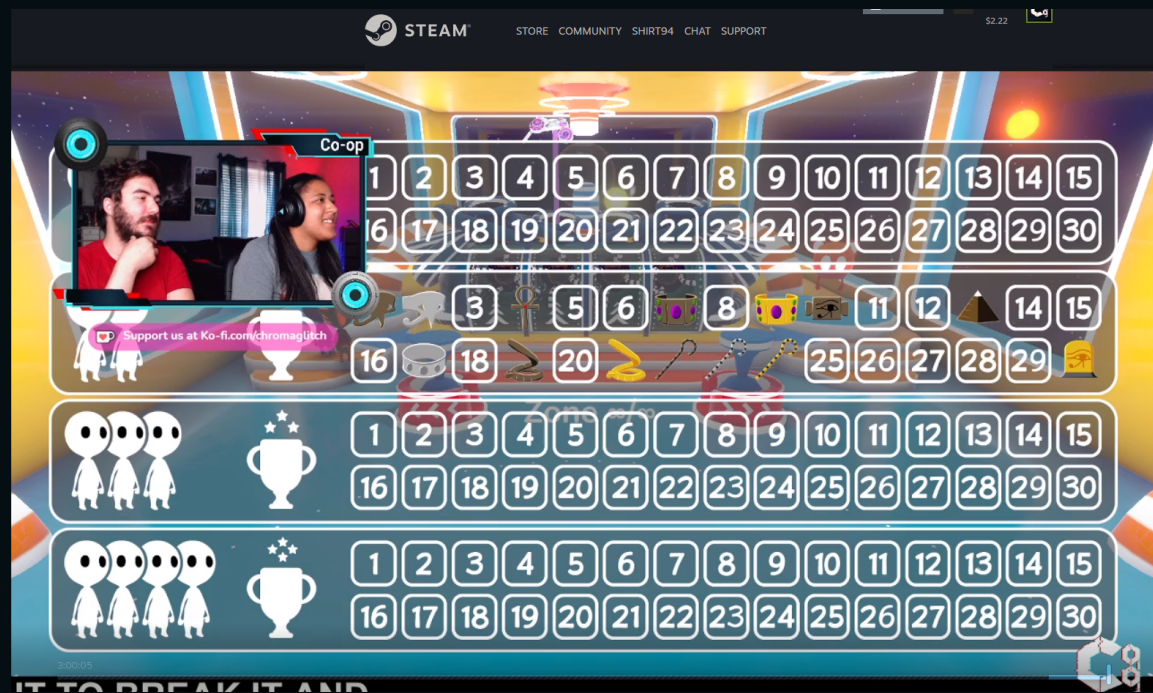 STEAM®
STORE COMMUNITY SHIRT94 CHAT SUPPORT
$2.22
Co-op
1 2 3 4 5 6 7 8 9 10 11 12 13 14 15
16 17 18 19 20 21 22 23 24 25 26 27 28 29 30
3 5 6 8 11 12 14 15
Support us at Ko-fi.com/chromaglitch
16 18 20 25 26 27 28 29
Zone ∞/∞
1 2 3 4 5 6 7 8 9 10 11 12 13 14 15
16 17 18 19 20 21 22 23 24 25 26 27 28 29 30
1 2 3 4 5 6 7 8 9 10 11 12 13 14 15
16 17 18 19 20 21 22 23 24 25 26 27 28 29 30
3:00:05
IT TO BREAK IT AND